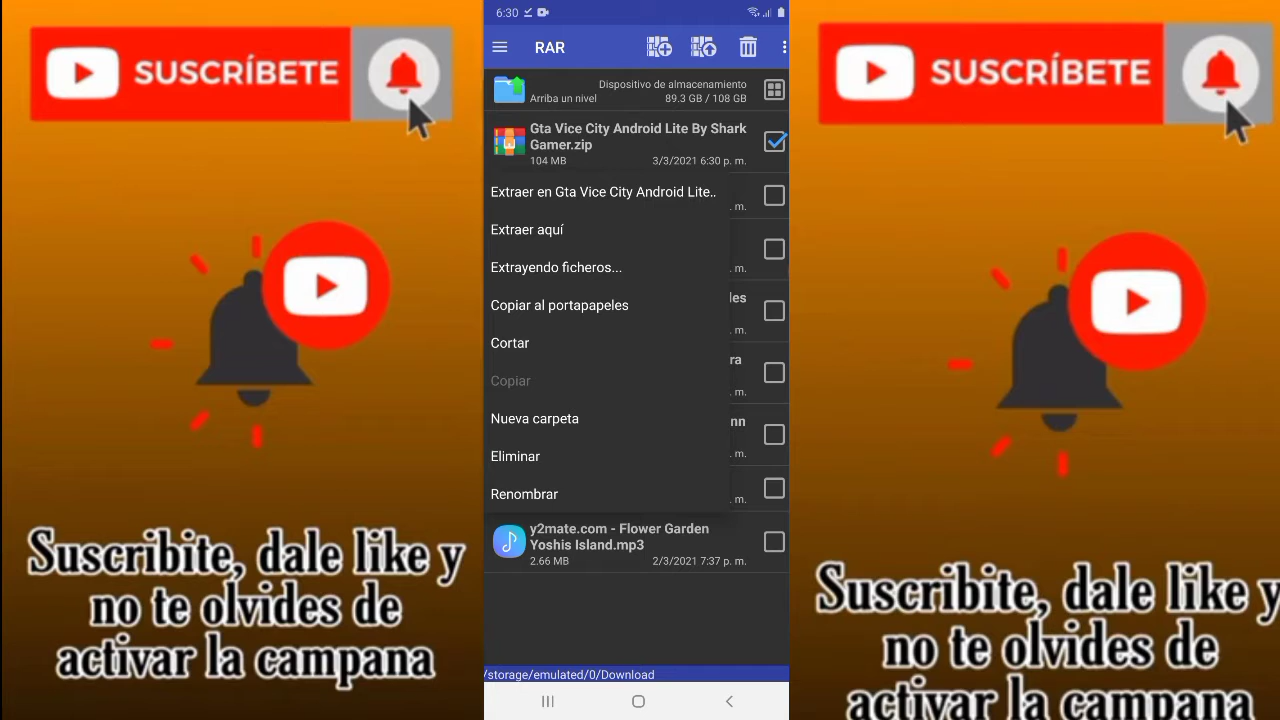 SUSCRÍBETE
Suscribite, dale like y
no te olvides de
activar la campana
6:30
RAR
Dispositivo de almacenamiento
Arriba un nivel 89.3 GB / 108 GB
Gta Vice City Android Lite By Shark
Gamer.zip
104 MB 3/3/2021 6:30 p. m.
Extraer en Gta Vice City Android Lite..
. m.
Extraer aquí
. m.
Extrayendo ficheros...
les
Copiar al portapapeles
. m.
Cortar
ra
Copiar
. m.
Nueva carpeta
nn
Eliminar
. m.
Renombrar
. m.
y2mate.com - Flower Garden
Yoshis Island.mp3
2.66 MB 2/3/2021 7:37 p. m.
/storage/emulated/0/Download
SUSCRÍBETE
Suscribite, dale like y
no te olvides de
activar la campana